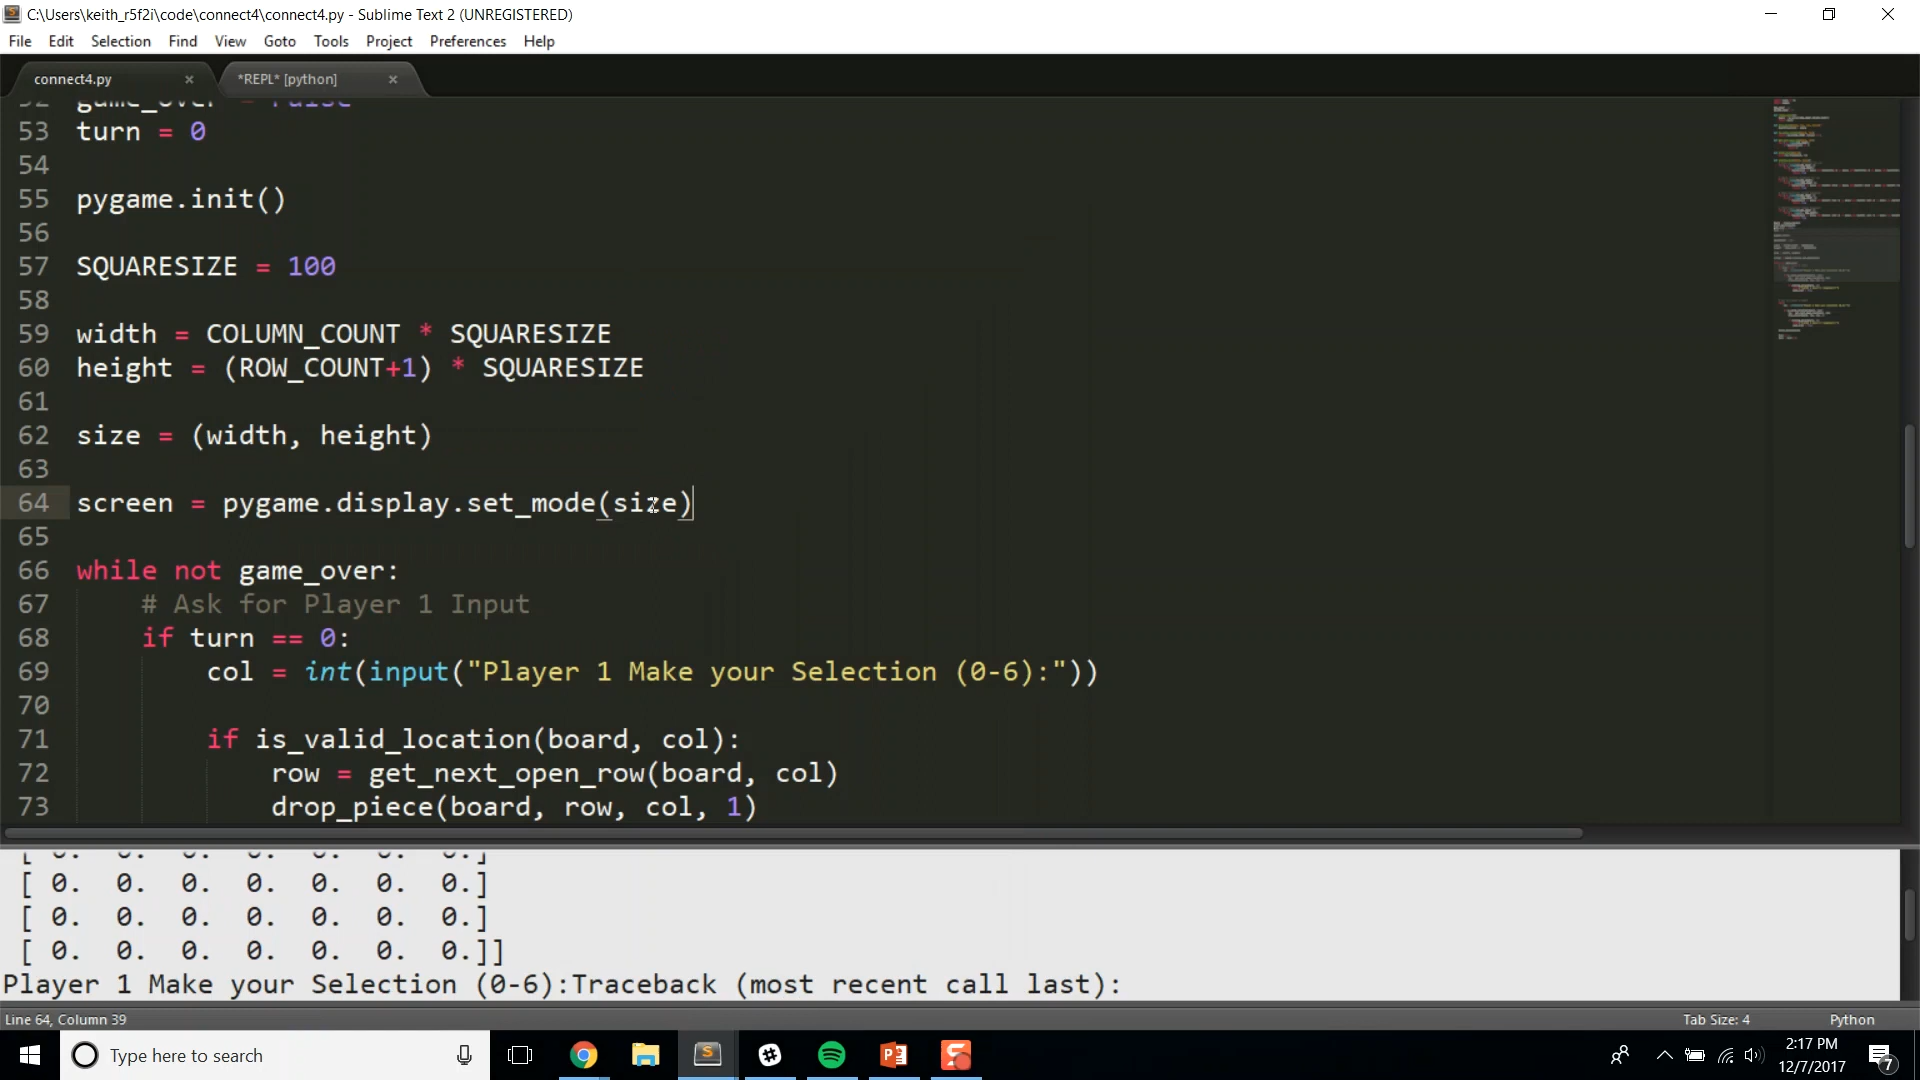 C:\Users\keith_r5f2i\code\connect4\connect4.py - Sublime Text 2 (UNREGISTERED)
File Edit Selection Find View Goto Tools Project Preferences Help
connect4.py × *REPL* [python] ×
52 game_over = False
53 turn = 0
54
55 pygame.init()
56
57 SQUARESIZE = 100
58
59 width = COLUMN_COUNT * SQUARESIZE
60 height = (ROW_COUNT+1) * SQUARESIZE
61
62 size = (width, height)
63
64 screen = pygame.display.set_mode(size)
65
66 while not game_over:
67 # Ask for Player 1 Input
68 if turn == 0:
69 col = int(input("Player 1 Make your Selection (0-6):"))
70
71 if is_valid_location(board, col):
72 row = get_next_open_row(board, col)
73 drop_piece(board, row, col, 1)
[ 0. 0. 0. 0. 0. 0. 0.]
[ 0. 0. 0. 0. 0. 0. 0.]
[ 0. 0. 0. 0. 0. 0. 0.]
[ 0. 0. 0. 0. 0. 0. 0.]]
Player 1 Make your Selection (0-6):Traceback (most recent call last):
Line 64, Column 39 Tab Size: 4 Python
Type here to search
2:17 PM
12/7/2017
7